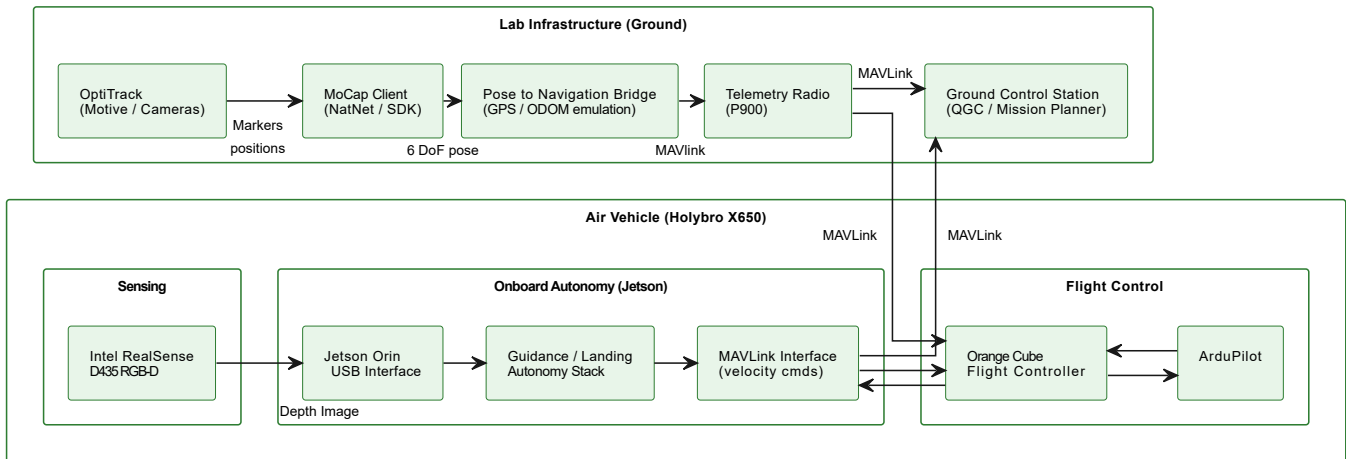 Lab Infrastructure (Ground)
OptiTrack
(Motive / Cameras)
Markers
positions
MoCap Client
(NatNet / SDK)
6 DoF pose
Pose to Navigation Bridge
(GPS / ODOM emulation)
MAVlink
Telemetry Radio
(P900)
MAVLink
Ground Control Station
(QGC / Mission Planner)
Air Vehicle (Holybro X650)
MAVLink
MAVLink
Sensing
Intel RealSense
D435 RGB-D
Onboard Autonomy (Jetson)
Jetson Orin
USB Interface
Depth Image
Guidance / Landing
Autonomy Stack
MAVLink Interface
(velocity cmds)
Flight Control
Orange Cube
Flight Controller
ArduPilot